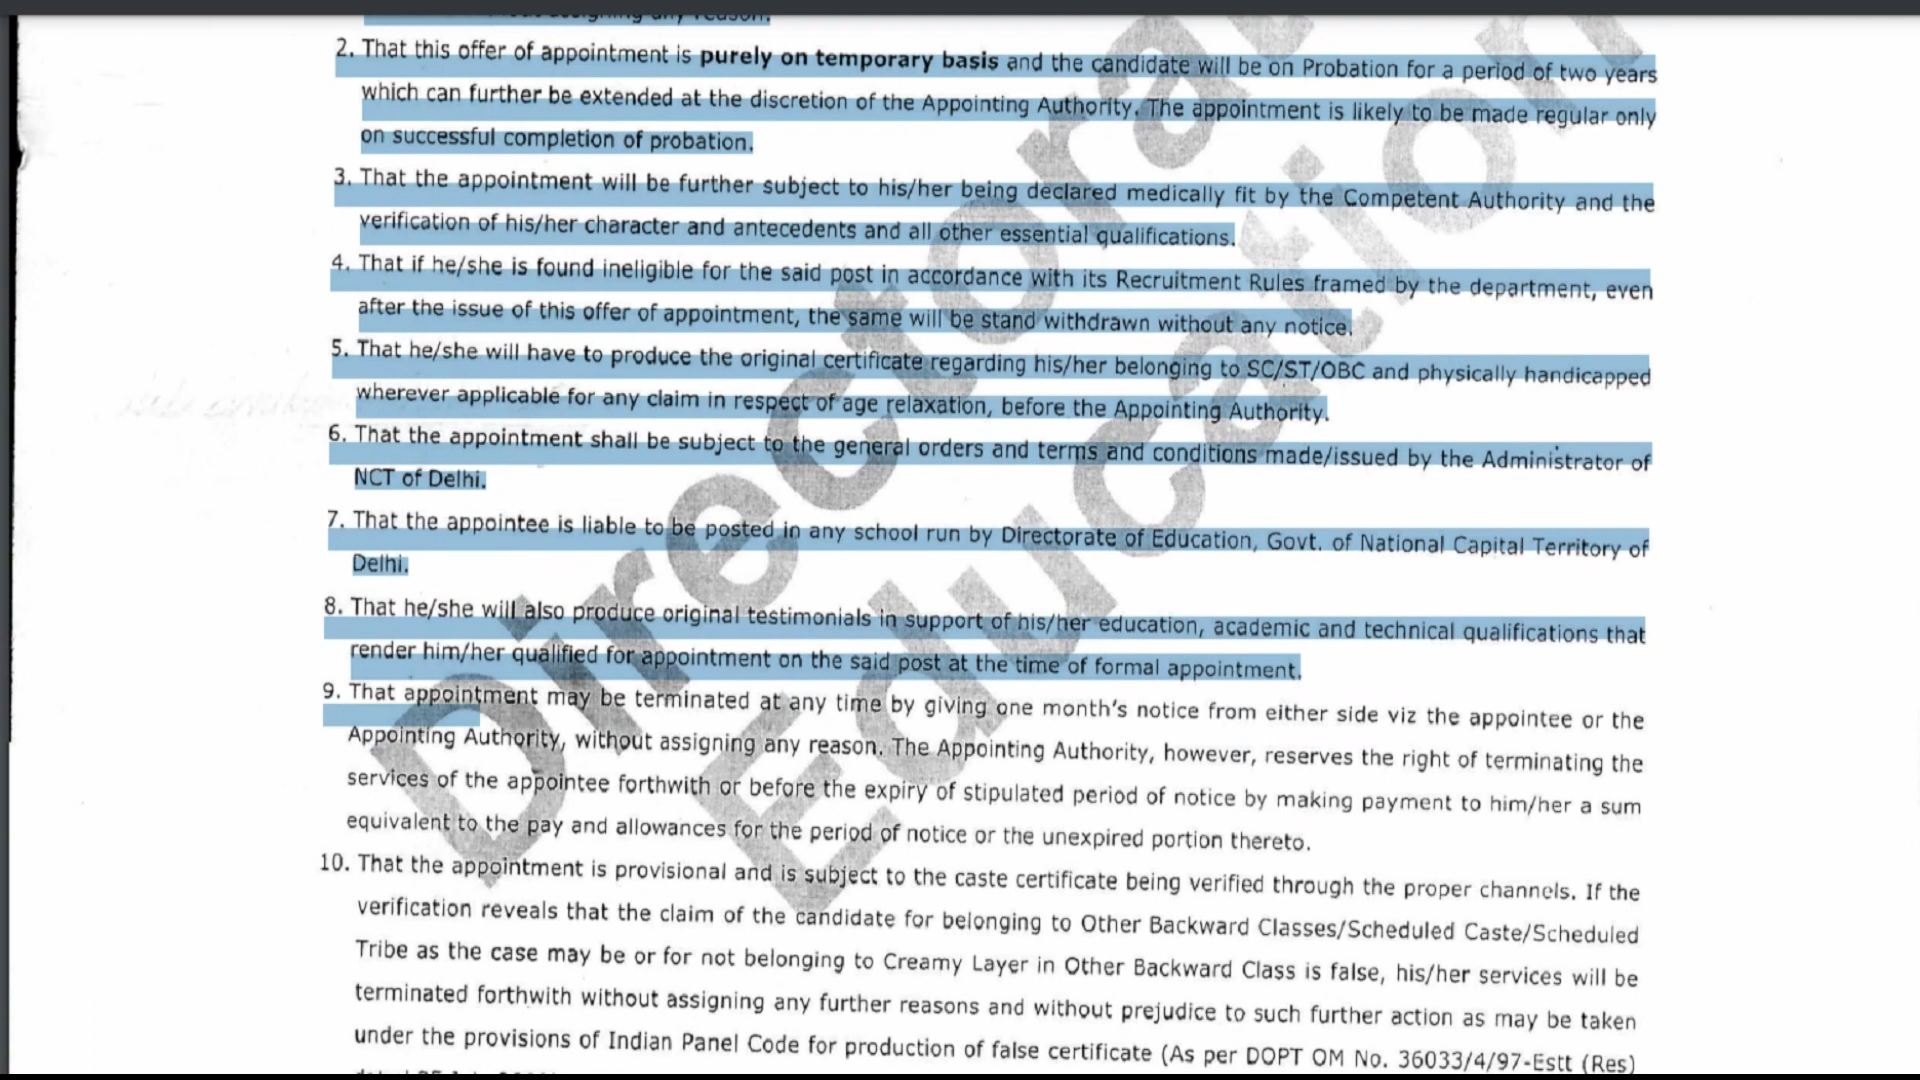 assigning any reason.
2. That this offer of appointment is purely on temporary basis and the candidate will be on Probation for a period of two years
which can further be extended at the discretion of the Appointing Authority. The appointment is likely to be made regular only
on successful completion of probation.
3. That the appointment will be further subject to his/her being declared medically fit by the Competent Authority and the
verification of his/her character and antecedents and all other essential qualifications.
4. That if he/she is found ineligible for the said post in accordance with its Recruitment Rules framed by the department, even
after the issue of this offer of appointment, the same will be stand withdrawn without any notice.
5. That he/she will have to produce the original certificate regarding his/her belonging to SC/ST/OBC and physically handicapped
wherever applicable for any claim in respect of age relaxation, before the Appointing Authority.
6. That the appointment shall be subject to the general orders and terms and conditions made/issued by the Administrator of
NCT of Delhi.
7. That the appointee is liable to be posted in any school run by Directorate of Education, Govt. of National Capital Territory of
Delhi.
8. That he/she will also produce original testimonials in support of his/her education, academic and technical qualifications that
render him/her qualified for appointment on the said post at the time of formal appointment.
9. That appointment may be terminated at any time by giving one month's notice from either side viz the appointee or the
Appointing Authority, without assigning any reason. The Appointing Authority, however, reserves the right of terminating the
services of the appointee forthwith or before the expiry of stipulated period of notice by making payment to him/her a sum
equivalent to the pay and allowances for the period of notice or the unexpired portion thereto.
10. That the appointment is provisional and is subject to the caste certificate being verified through the proper channels. If the
verification reveals that the claim of the candidate for belonging to Other Backward Classes/Scheduled Caste/Scheduled
Tribe as the case may be or for not belonging to Creamy Layer in Other Backward Class is false, his/her services will be
terminated forthwith without assigning any further reasons and without prejudice to such further action as may be taken
under the provisions of Indian Panel Code for production of false certificate (As per DOPT OM No. 36033/4/97-Estt (Res)
Directorat
Education